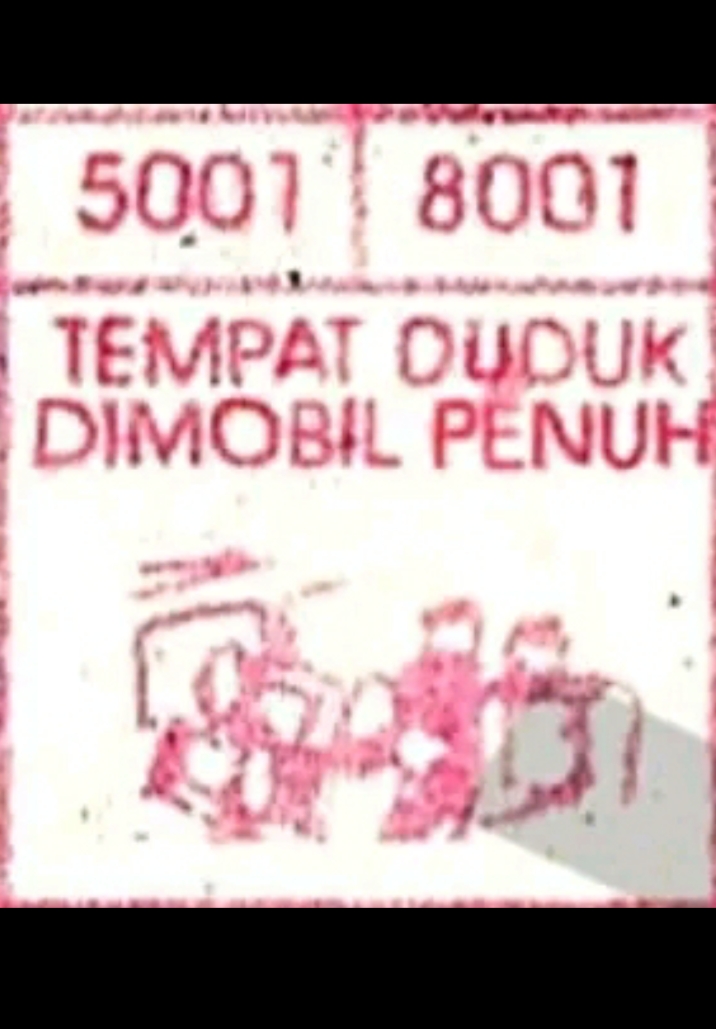 5001 8001
TEMPAT DUDUK
DIMOBIL PENUH